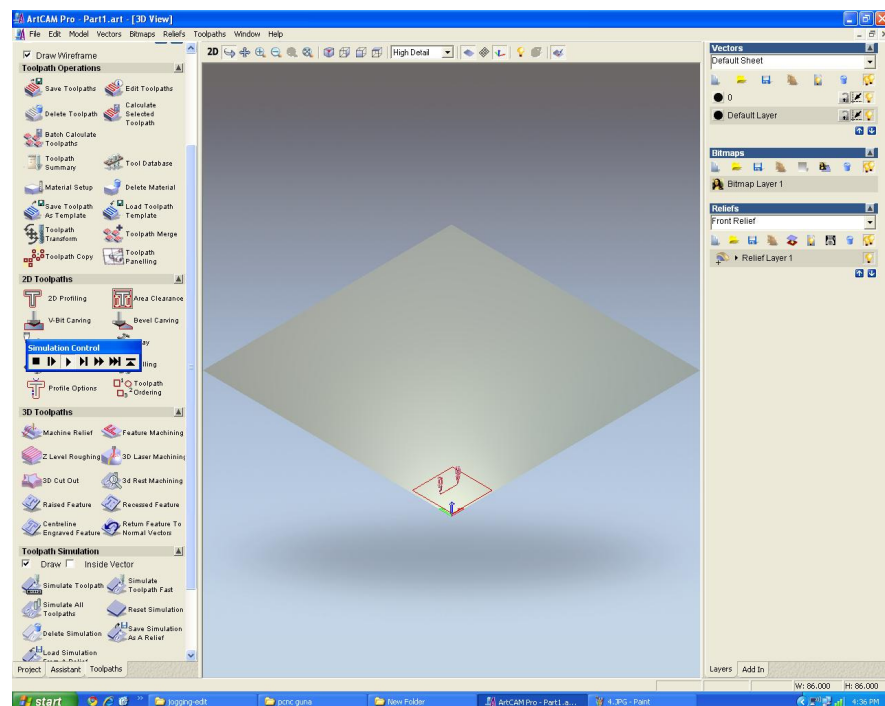 ArtCAM Pro - Part1.art - [3D View]
File Edit Model Vectors Bitmaps Reliefs Toolpaths Window Help
Draw Wireframe
Toolpath Operations
Save Toolpaths Edit Toolpaths
Delete Toolpath Calculate Selected Toolpath
Batch Calculate Toolpaths
Toolpath Summary Tool Database
Material Setup Delete Material
Save Toolpath As Template Load Toolpath Template
Toolpath Transform Toolpath Merge
Toolpath Copy Toolpath Panelling
2D Toolpaths
2D Profiling Area Clearance
V-Bit Carving Bevel Carving
Simulation Control
Profile Options Toolpath Ordering
3D Toolpaths
Machine Relief Feature Machining
Z Level Roughing 3D Laser Machining
3D Cut Out 3d Rest Machining
Raised Feature Recessed Feature
Centreline Engraved Feature Return Feature To Normal Vectors
Toolpath Simulation
Draw Inside Vector
Simulate Toolpath Simulate Toolpath Fast
Simulate All Toolpaths Reset Simulation
Delete Simulation Save Simulation As A Relief
Load Simulation From A Relief
Project Assistant Toolpaths
2D High Detail
Vectors
Default Sheet
0
Default Layer
Bitmaps
Bitmap Layer 1
Reliefs
Front Relief
Relief Layer 1
Layers Add In
W: 86.000 H: 86.000
start jogging-edit pcnc guna New Folder ArtCAM Pro - Part1.a... 4.JPG - Paint 4:36 PM